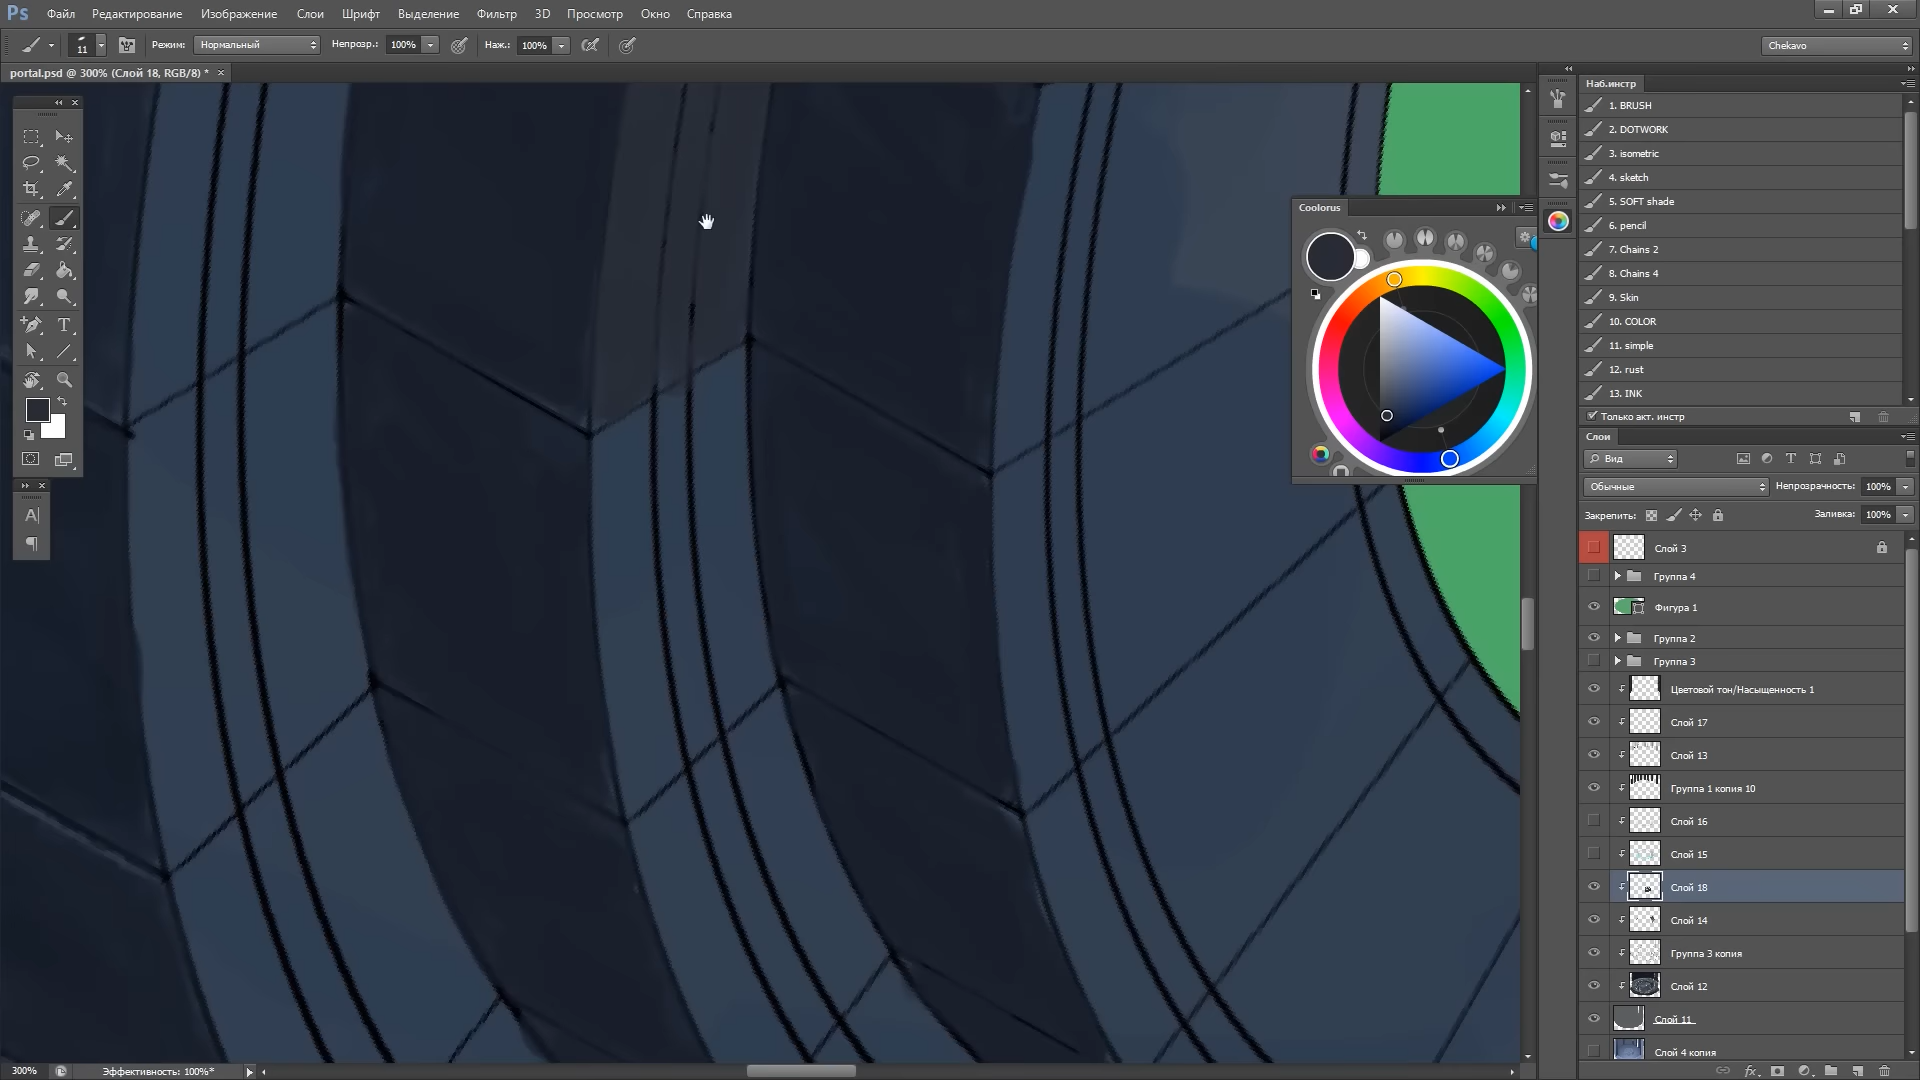 Ps Файл Редактирование Изображение Слои Шрифт Выделение Фильтр 3D Просмотр Окно Справка
11 Режим: Нормальный Непрозр.: 100% Наж.: 100% Chekavo
portal.psd @ 300% (Слой 18, RGB/8) * ×
Наб.инстр
1. BRUSH
2. DOTWORK
3. isometric
4. sketch
5. SOFT shade
6. pencil
7. Chains 2
8. Chains 4
9. Skin
10. COLOR
11. simple
12. rust
13. INK
Только акт. инстр
Coolorus
Слои
Вид
Обычные Непрозрачность: 100%
Закрепить: Заливка: 100%
Слой 3
Группа 4
Фигура 1
Группа 2
Группа 3
Цветовой тон/Насыщенность 1
Слой 17
Слой 13
Группа 1 копия 10
Слой 16
Слой 15
Слой 18
Слой 14
Группа 3 копия
Слой 12
Слой 11
Слой 4 копия
300% Эффективность: 100%*